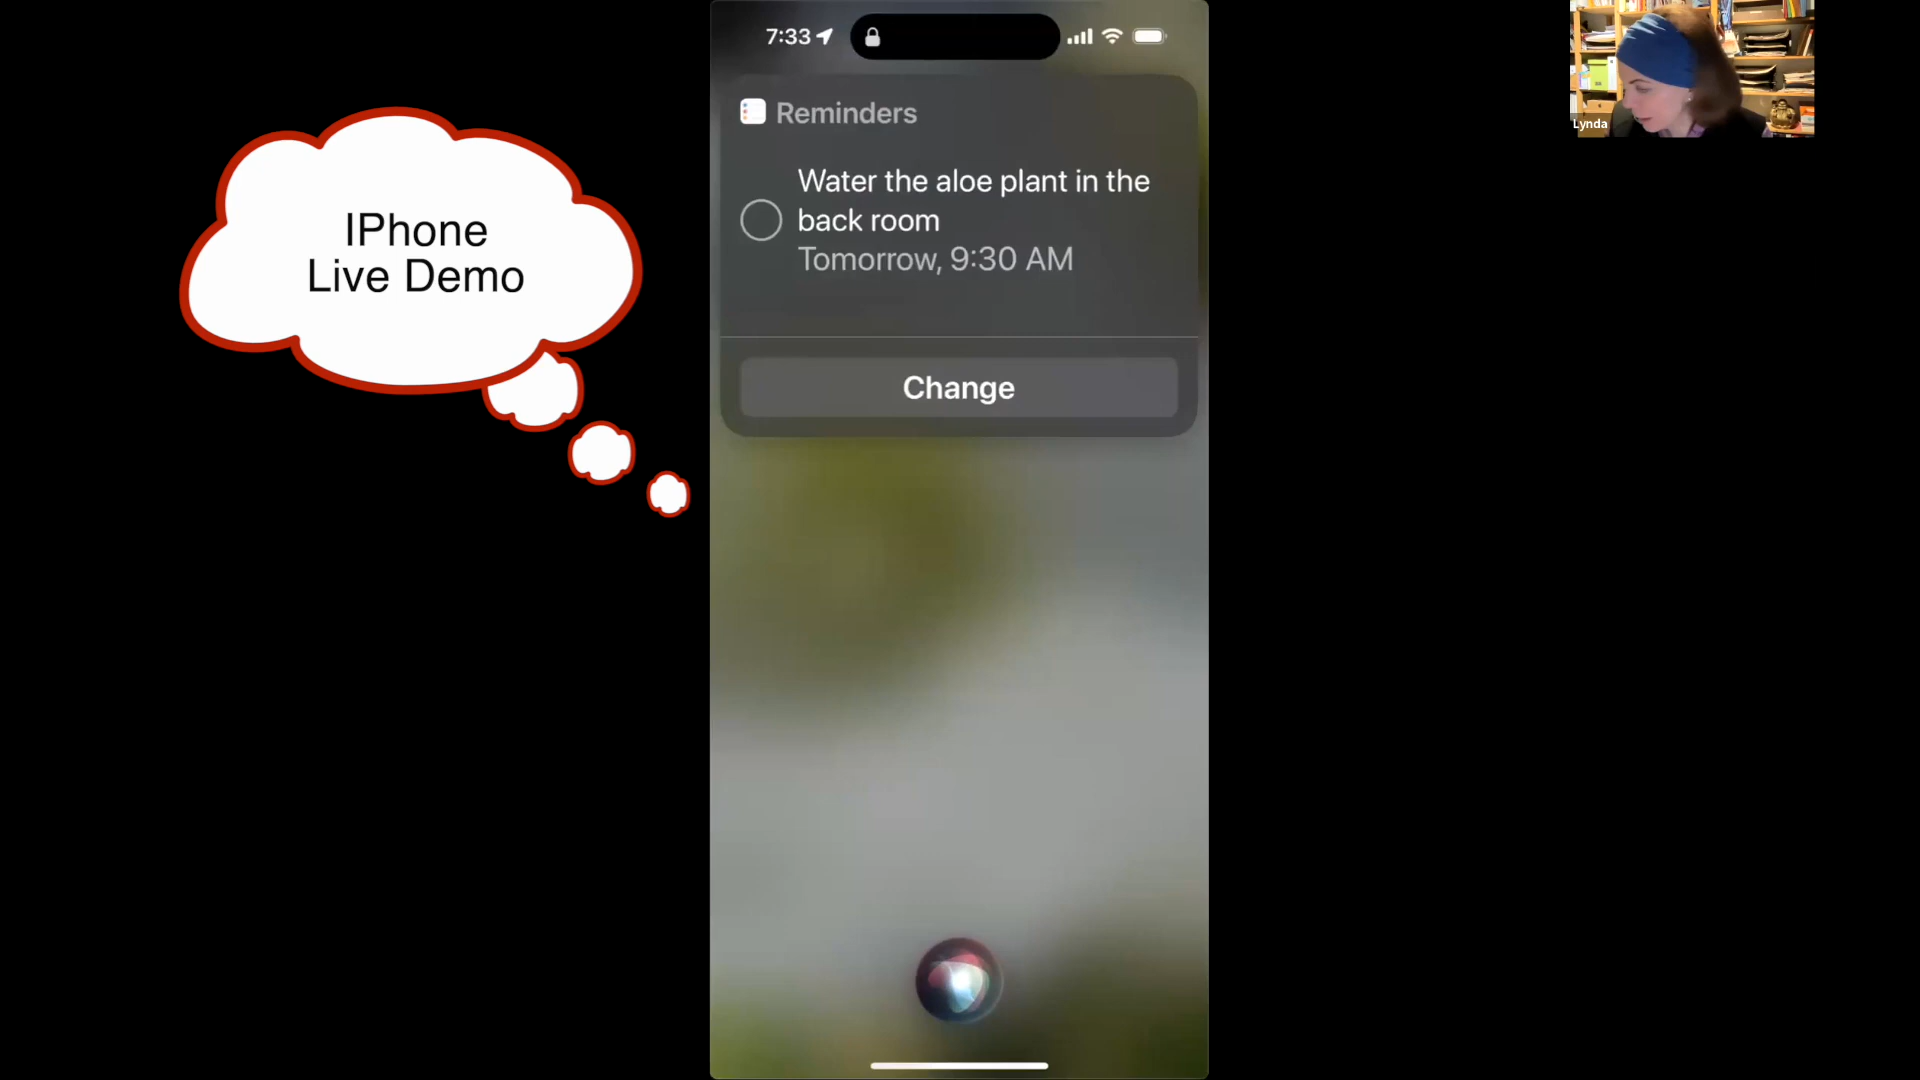 7:33
Reminders
Water the aloe plant in the
back room
Tomorrow, 9:30 AM
Change
IPhone
Live Demo
Lynda